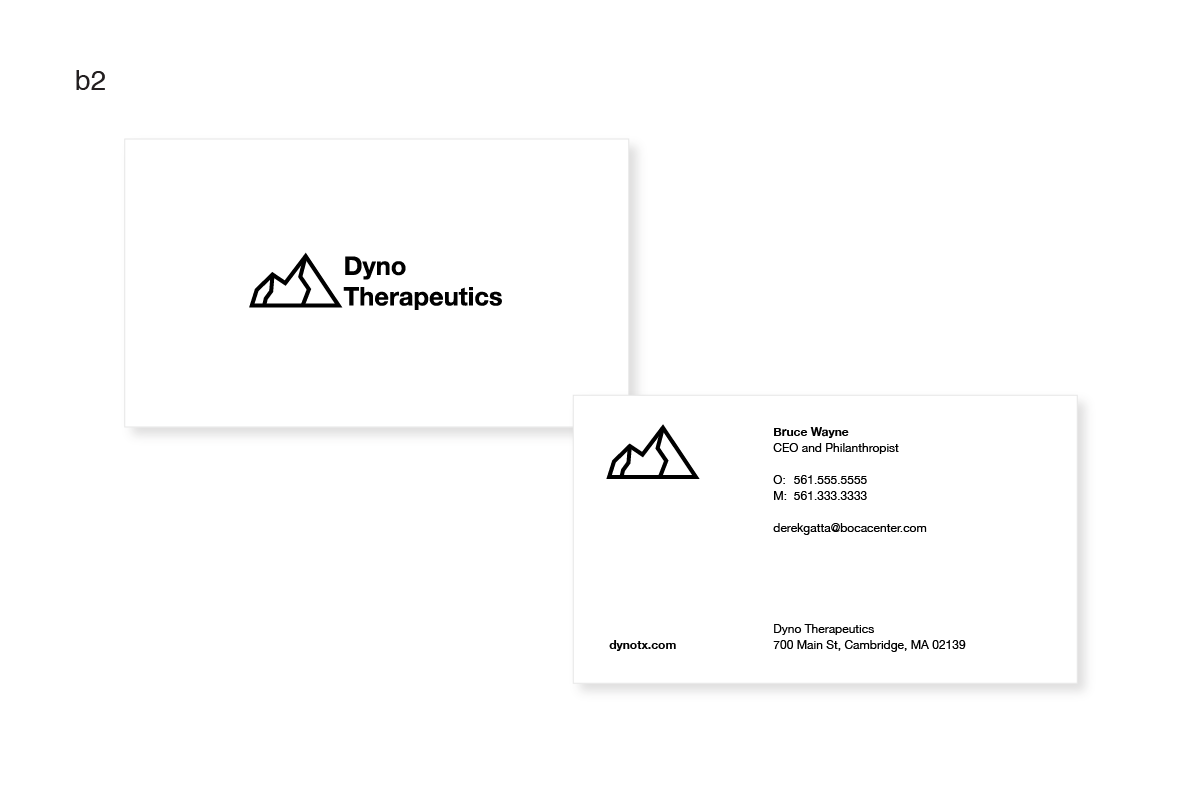 b2
Dyno
Therapeutics
Bruce Wayne
CEO and Philanthropist
O: 561.555.5555
M: 561.333.3333
derekgatta@bocacenter.com
Dyno Therapeutics
700 Main St, Cambridge, MA 02139
dynotx.com